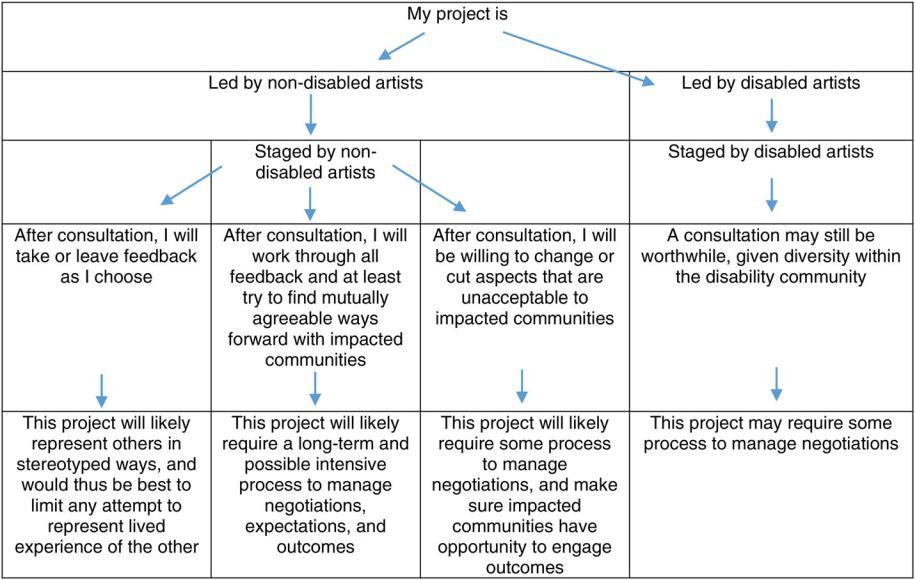 My project is
Led by non-disabled artists
Led by disabled artists
Staged by non-
disabled artists
Staged by disabled artists
After consultation, I will
take or leave feedback
as I choose
After consultation, I will
work through all
feedback and at least
try to find mutually
agreeable ways
forward with impacted
communities
After consultation, I will
be willing to change or
cut aspects that are
unacceptable to
impacted communities
A consultation may still be
worthwhile, given diversity within
the disability community
This project will likely
represent others in
stereotyped ways, and
would thus be best to
limit any attempt to
represent lived
experience of the other
This project will likely
require a long-term and
possible intensive
process to manage
negotiations,
expectations, and
outcomes
This project will likely
require some process
to manage
negotiations, and make
sure impacted
communities have
opportunity to engage
outcomes
This project may require some
process to manage negotiations